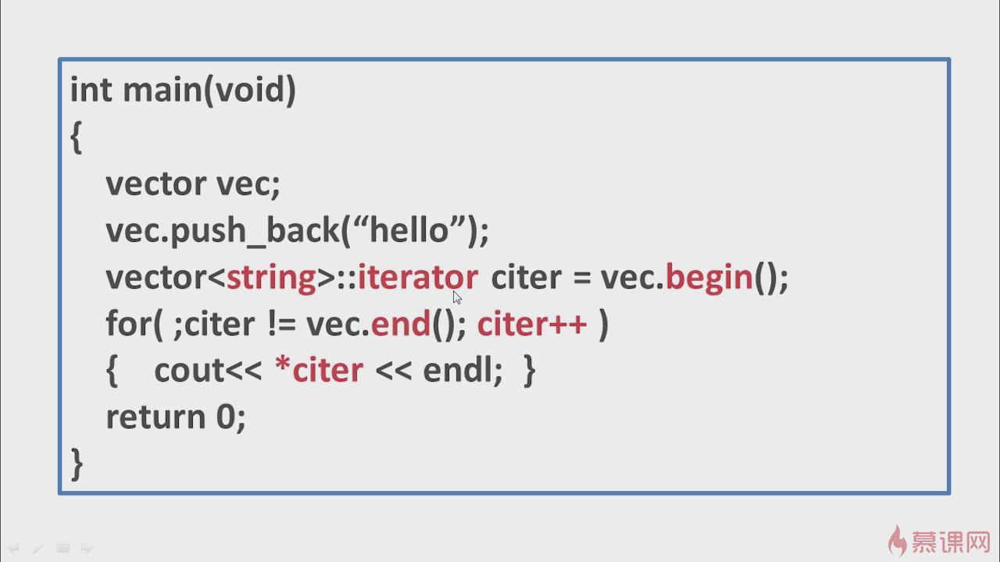 int main(void)
{
vector vec;
vec.push_back(“hello”);
vector<string>::iterator citer = vec.begin();
for( ;citer != vec.end(); citer++ )
{    cout<< *citer << endl;  }
return 0;
}
慕课网